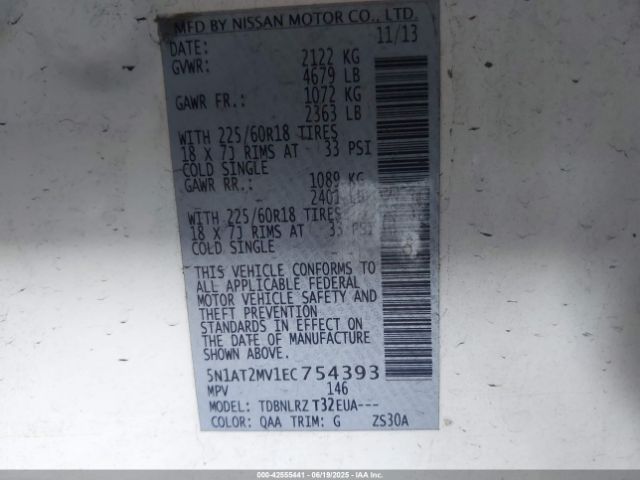 MFD BY NISSAN MOTOR CO., LTD.
DATE: 11/13
GVWR: 2122 KG
4679 LB
GAWR FR.: 1072 KG
2363 LB
WITH 225/60R18 TIRES
18 X 7J RIMS AT 33 PSI
COLD SINGLE
GAWR RR.: 1089 KG
2401 LB
WITH 225/60R18 TIRES
18 X 7J RIMS AT 33 PSI
COLD SINGLE
THIS VEHICLE CONFORMS TO
ALL APPLICABLE FEDERAL
MOTOR VEHICLE SAFETY AND
THEFT PREVENTION
STANDARDS IN EFFECT ON
THE DATE OF MANUFACTURE
SHOWN ABOVE.
5N1AT2MV1EC754393
MPV 146
MODEL: TDBNLRZ T32EUA---
COLOR: QAA TRIM: G ZS30A
000-42555441 - 06/19/2025 - IAAI.COM